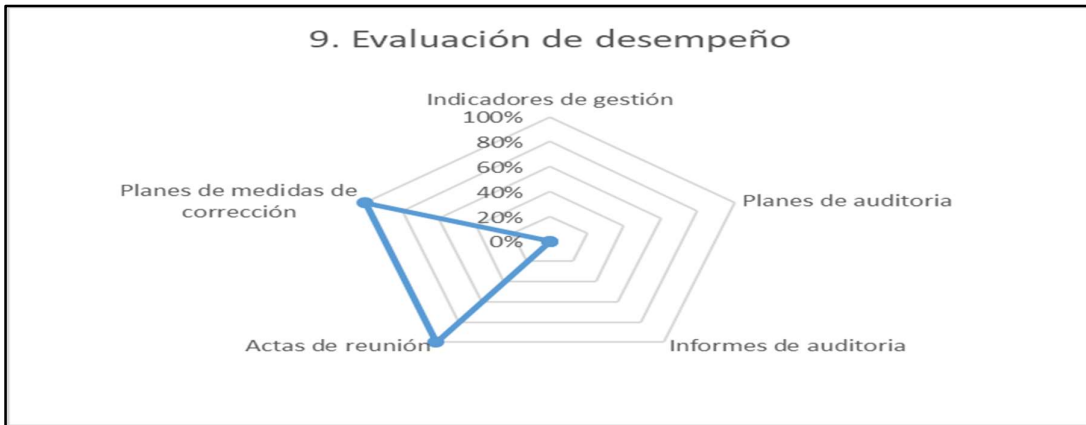 9. Evaluación de desempeño
Indicadores de gestión
100%
80%
60%
40%
20%
0%
Planes de auditoria
Informes de auditoria
Actas de reunión
Planes de medidas de
corrección